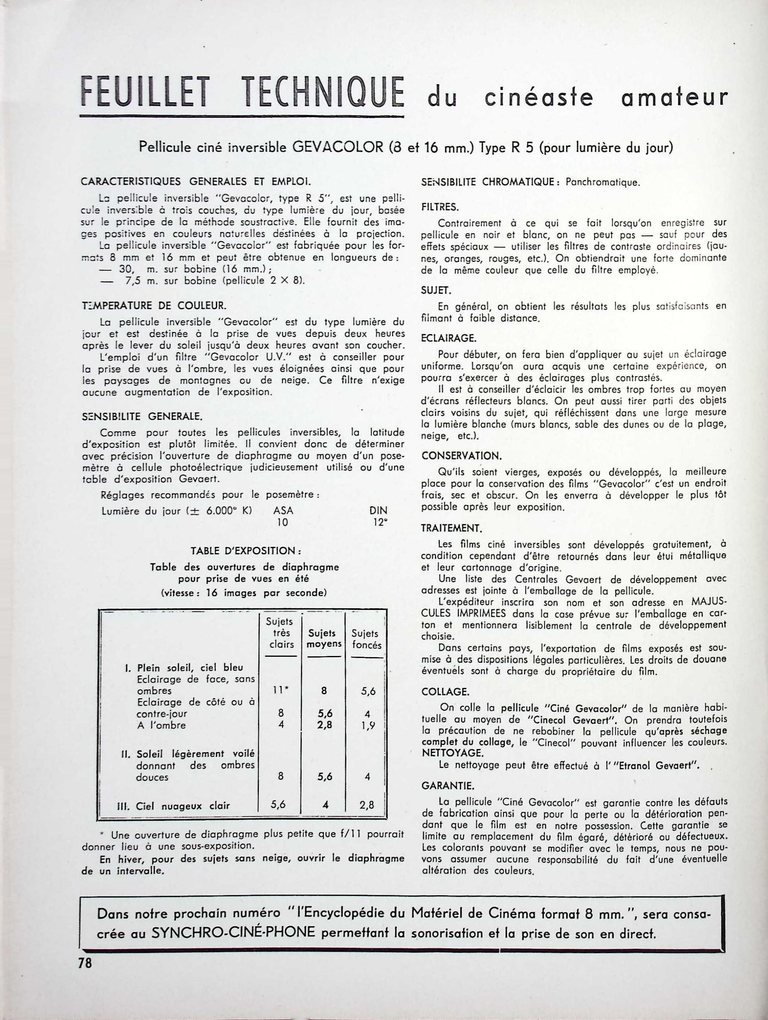 FEUILLET TECHNIQUE du cinéaste amateur
Pellicule ciné inversible GEVACOLOR (8 et 16 mm.) Type R 5 (pour lumière du jour)
CARACTERISTIQUES GENERALES ET EMPLOI.
La pellicule inversible "Gevacolor, type R 5", est une pelli-
cule inversible à trois couches, du type lumière du jour, basée
sur le principe de la méthode soustractive. Elle fournit des ima-
ges positives en couleurs naturelles destinées à la projection.
La pellicule inversible "Gevacolor" est fabriquée pour les for-
mats 8 mm et 16 mm et peut être obtenue en longueurs de :
— 30, m. sur bobine (16 mm.) ;
— 7,5 m. sur bobine (pellicule 2 X 8).
TEMPERATURE DE COULEUR.
La pellicule inversible "Gevacolor" est du type lumière du
jour et est destinée à la prise de vues depuis deux heures
après le lever du soleil jusqu'à deux heures avant son coucher.
L'emploi d'un filtre "Gevacolor U.V." est à conseiller pour
la prise de vues à l'ombre, les vues éloignées ainsi que pour
les paysages de montagnes ou de neige. Ce filtre n'exige
aucune augmentation de l'exposition.
SENSIBILITE GENERALE.
Comme pour toutes les pellicules inversibles, la latitude
d'exposition est plutôt limitée. Il convient donc de déterminer
avec précision l'ouverture de diaphragme au moyen d'un pose-
mètre à cellule photoélectrique judicieusement utilisé ou d'une
table d'exposition Gevaert.
Réglages recommandés pour le posemètre :
Lumière du jour (± 6.000° K) ASA DIN
10 12°
TABLE D'EXPOSITION :
Table des ouvertures de diaphragme
pour prise de vues en été
(vitesse : 16 images par seconde)
Sujets
très Sujets Sujets
clairs moyens foncés
I. Plein soleil, ciel bleu
Eclairage de face, sans
ombres 11* 8 5,6
Eclairage de côté ou à
contre-jour 8 5,6 4
A l'ombre 4 2,8 1,9
II. Soleil légèrement voilé
donnant des ombres
douces 8 5,6 4
III. Ciel nuageux clair 5,6 4 2,8
* Une ouverture de diaphragme plus petite que f/11 pourrait
donner lieu à une sous-exposition.
En hiver, pour des sujets sans neige, ouvrir le diaphragme
de un intervalle.
SENSIBILITE CHROMATIQUE : Panchromatique.
FILTRES.
Contrairement à ce qui se fait lorsqu'on enregistre sur
pellicule en noir et blanc, on ne peut pas — sauf pour des
effets spéciaux — utiliser les filtres de contraste ordinaires (jau-
nes, oranges, rouges, etc.). On obtiendrait une forte dominante
de la même couleur que celle du filtre employé.
SUJET.
En général, on obtient les résultats les plus satisfaisants en
filmant à faible distance.
ECLAIRAGE.
Pour débuter, on fera bien d'appliquer au sujet un éclairage
uniforme. Lorsqu'on aura acquis une certaine expérience, on
pourra s'exercer à des éclairages plus contrastés.
Il est à conseiller d'éclaicir les ombres trop fortes au moyen
d'écrans réflecteurs blancs. On peut aussi tirer parti des objets
clairs voisins du sujet, qui réfléchissent dans une large mesure
la lumière blanche (murs blancs, sable des dunes ou de la plage,
neige, etc.).
CONSERVATION.
Qu'ils soient vierges, exposés ou développés, la meilleure
place pour la conservation des films "Gevacolor" c'est un endroit
frais, sec et obscur. On les enverra à développer le plus tôt
possible après leur exposition.
TRAITEMENT.
Les films ciné inversibles sont développés gratuitement, à
condition cependant d'être retournés dans leur étui métallique
et leur cartonnage d'origine.
Une liste des Centrales Gevaert de développement avec
adresses est jointe à l'emballage de la pellicule.
L'expéditeur inscrira son nom et son adresse en MAJUS-
CULES IMPRIMEES dans la case prévue sur l'emballage en car-
ton et mentionnera lisiblement la centrale de développement
choisie.
Dans certains pays, l'exportation de films exposés est sou-
mise à des dispositions légales particulières. Les droits de douane
éventuels sont à charge du propriétaire du film.
COLLAGE.
On colle la pellicule "Ciné Gevacolor" de la manière habi-
tuelle au moyen de "Cinecol Gevaert". On prendra toutefois
la précaution de ne rebobiner la pellicule qu'après séchage
complet du collage, le "Cinecol" pouvant influencer les couleurs.
NETTOYAGE.
Le nettoyage peut être effectué à l'"Etranol Gevaert".
GARANTIE.
La pellicule "Ciné Gevacolor" est garantie contre les défauts
de fabrication ainsi que pour la perte ou la détérioration pen-
dant que le film est en notre possession. Cette garantie se
limite au remplacement du film égaré, détérioré ou défectueux.
Les colorants pouvant se modifier avec le temps, nous ne pou-
vons assumer aucune responsabilité du fait d'une éventuelle
altération des couleurs.
Dans notre prochain numéro "l'Encyclopédie du Matériel de Cinéma format 8 mm.", sera consa-
crée au SYNCHRO-CINÉ-PHONE permettant la sonorisation et la prise de son en direct.
78